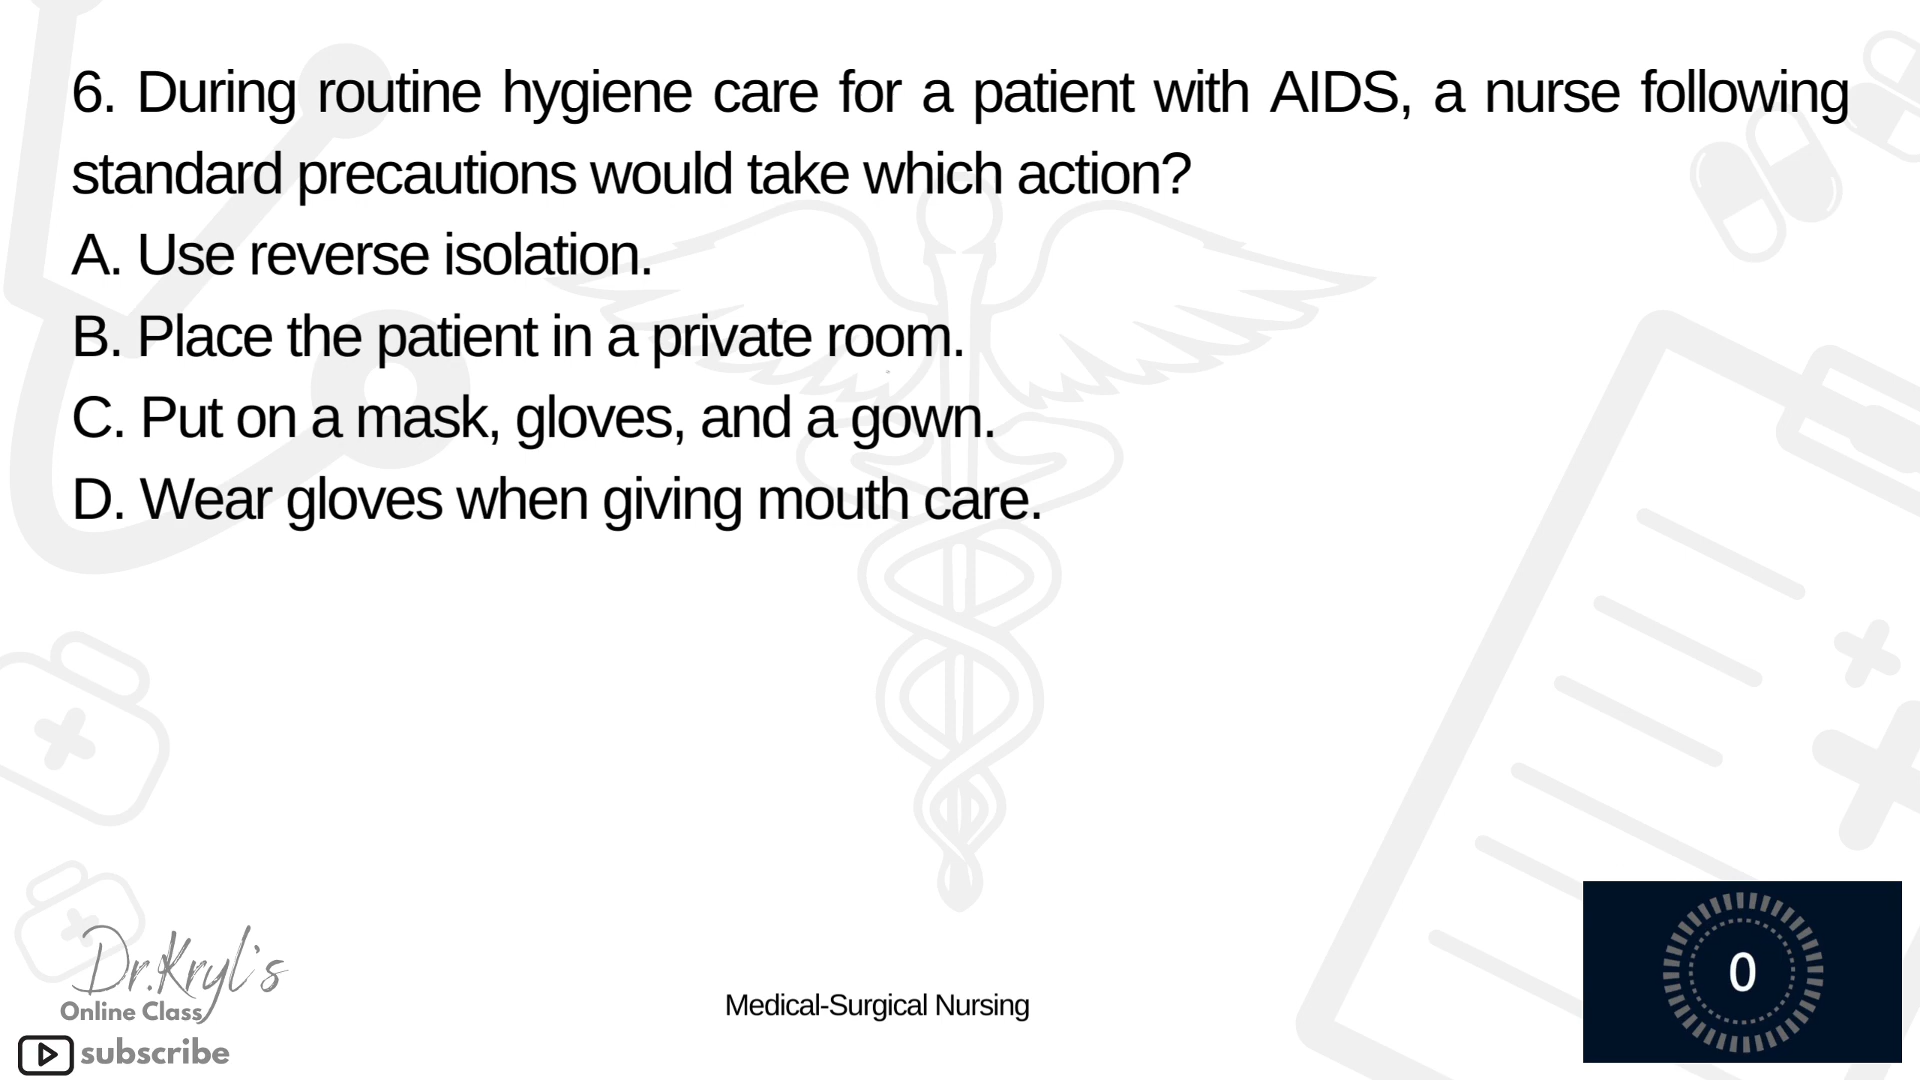 6. During routine hygiene care for a patient with AIDS, a nurse following
standard precautions would take which action?
A. Use reverse isolation.
B. Place the patient in a private room.
C. Put on a mask, gloves, and a gown.
D. Wear gloves when giving mouth care.
Dr.Kryl's
Online Class
subscribe
Medical-Surgical Nursing
0